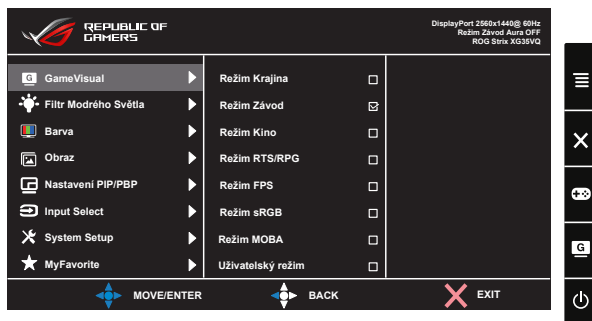 REPUBLIC OF
GAMERS
DisplayPort 2560x1440@ 60Hz
Režim Závod Aura OFF
ROG Strix XG35VQ
G GameVisual
Filtr Modrého Světla
Barva
Obraz
Nastavení PIP/PBP
Input Select
System Setup
MyFavorite
Režim Krajina
Režim Závod
Režim Kino
Režim RTS/RPG
Režim FPS
Režim sRGB
Režim MOBA
Uživatelský režim
MOVE/ENTER
BACK
EXIT
G